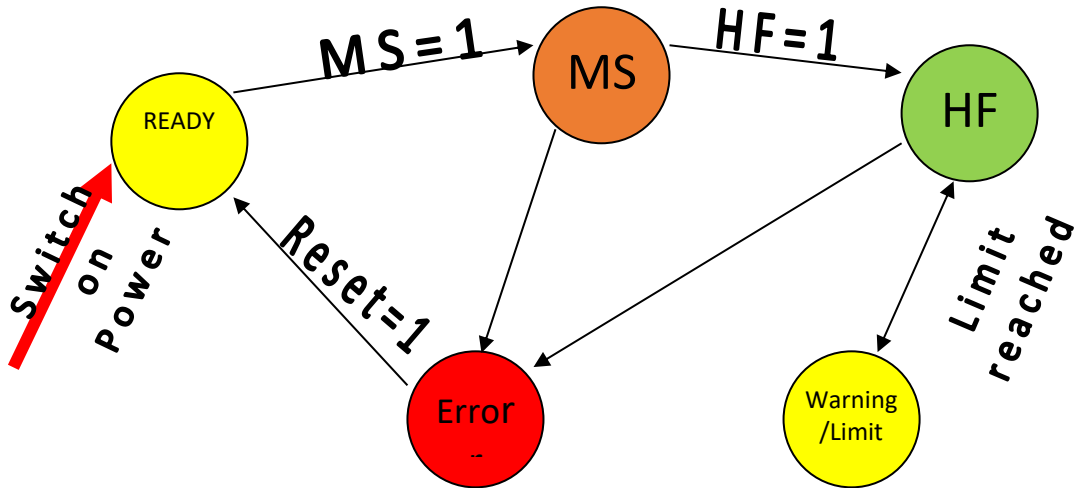 MS=1
MS
HF=1
HF
READY
Switch
on
Power
Reset=1
Limit
reached
Error
Warning
/Limit